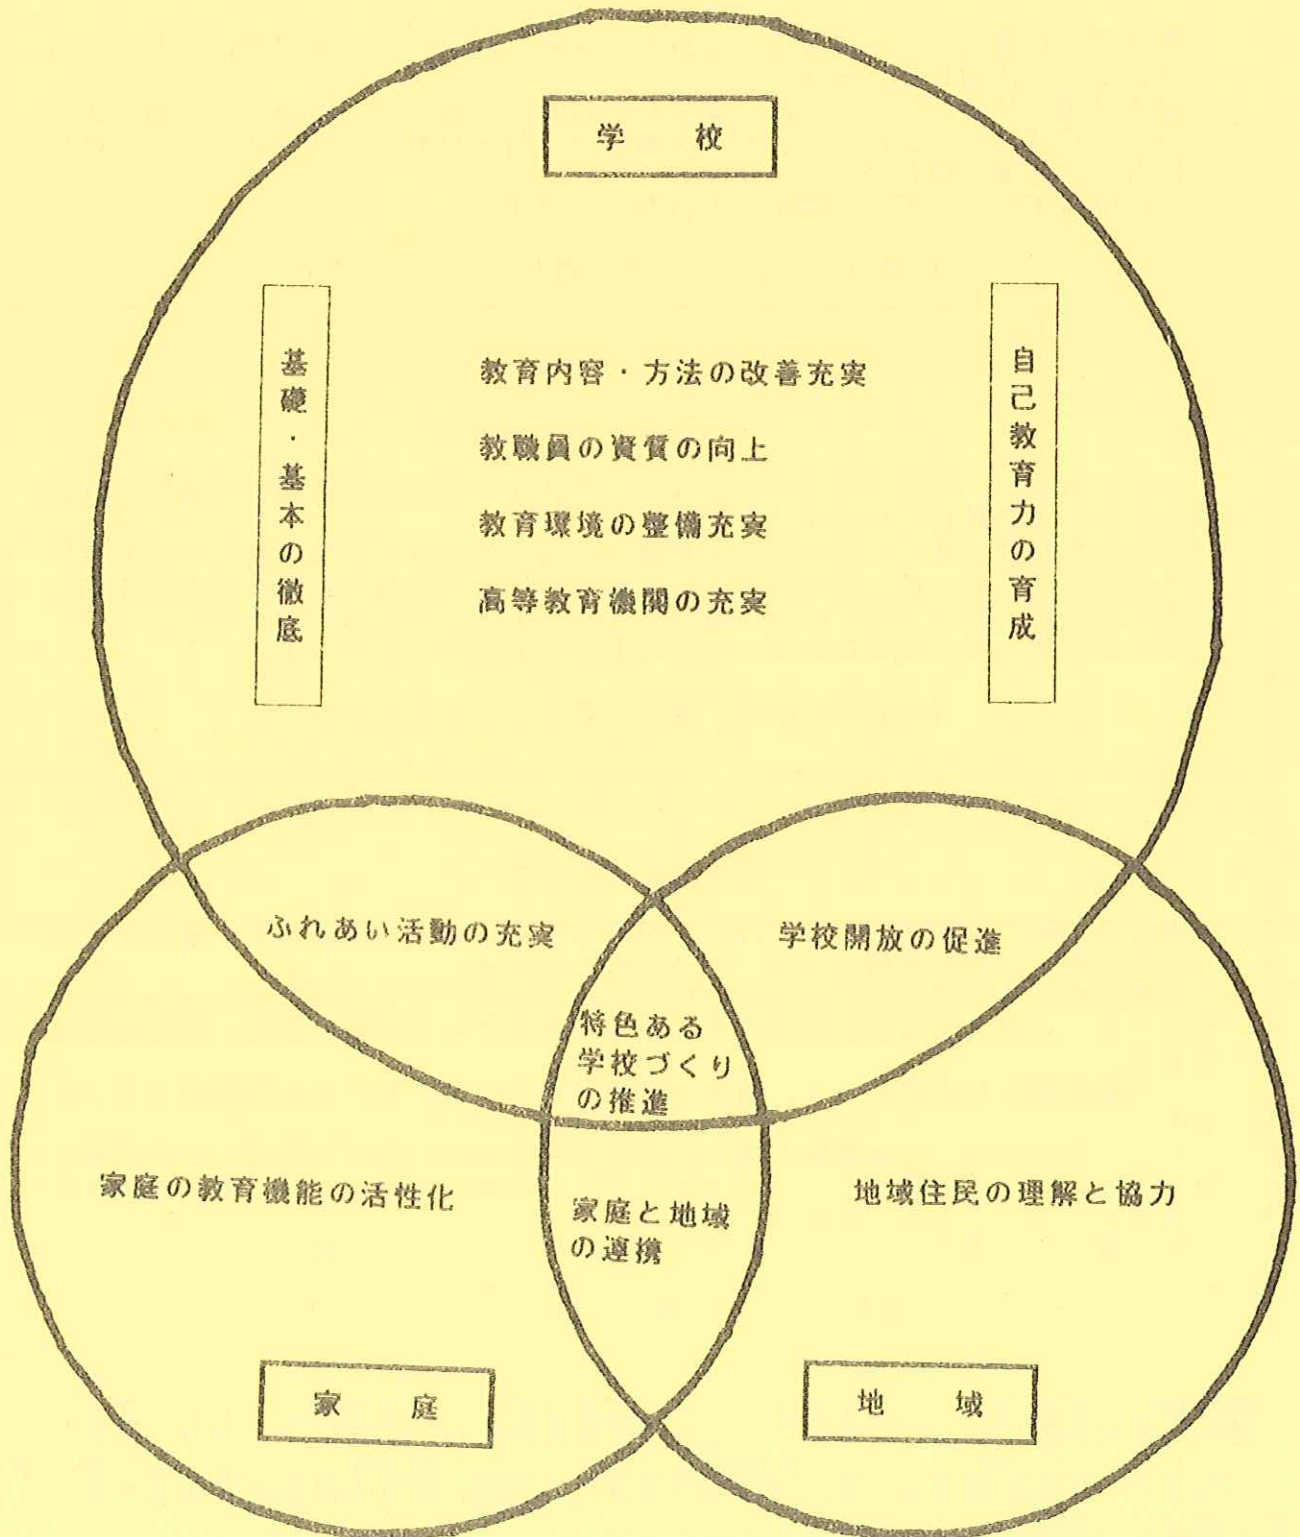 学校
基礎・基本の徹底
教育内容・方法の改善充実
教職員の資質の向上
教育環境の整備充実
高等教育機関の充実
自己教育力の育成
ふれあい活動の充実
学校開放の促進
特色ある
学校づくり
の推進
家庭の教育機能の活性化
家庭と地域
の連携
地域住民の理解と協力
家庭
地域